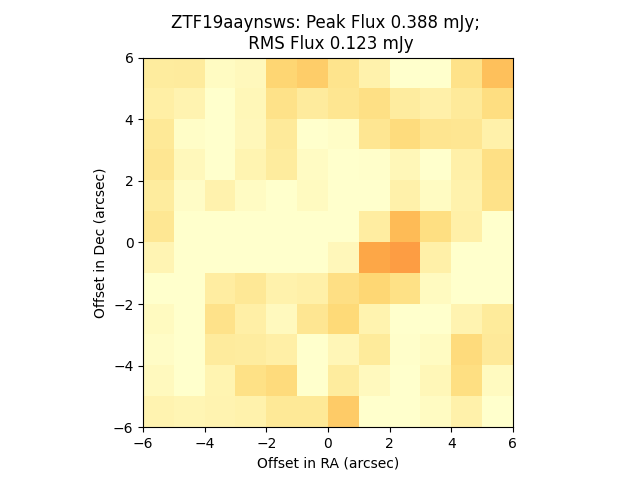 ZTF19aaynsws: Peak Flux 0.388 mJy;
RMS Flux 0.123 mJy
6
4
2
0
−2
−4
−6
Offset in Dec (arcsec)
−6 −4 −2 0 2 4 6
Offset in RA (arcsec)